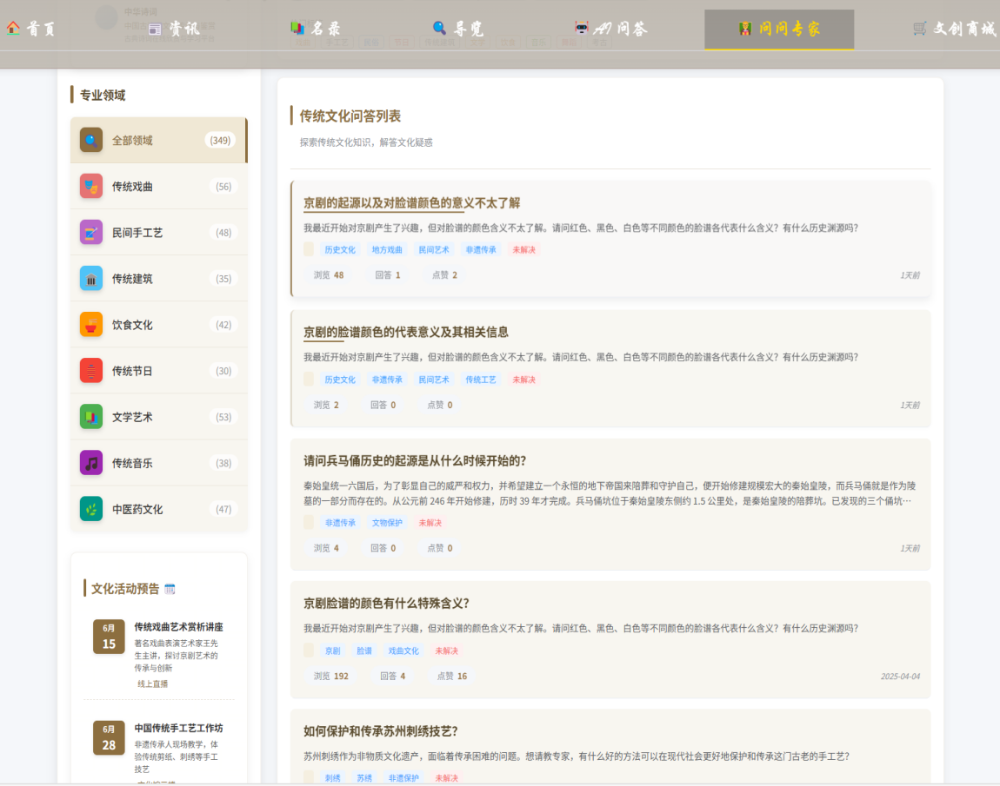 首页
资讯
名录
导览
AI 问答
问问专家
文创商城
中华诗词
专业领域
全部领域 (349)
传统戏曲 (56)
民间手工艺 (48)
传统建筑 (35)
饮食文化 (42)
传统节日 (30)
文学艺术 (53)
传统音乐 (38)
中医药文化 (47)
文化活动预告
6月
15
传统戏曲艺术赏析讲座
著名戏曲表演艺术家王先
生主讲，探讨京剧艺术的
传承与创新
线上直播
6月
28
中国传统手工艺工作坊
非遗传承人现场教学，体
验传统剪纸、刺绣等手工
技艺
传统文化问答列表
探索传统文化知识，解答文化疑惑
京剧的起源以及对脸谱颜色的意义不太了解
我最近开始对京剧产生了兴趣，但对脸谱的颜色含义不太了解。请问红色、黑色、白色等不同颜色的脸谱各代表什么含义？有什么历史渊源吗？
历史文化 地方戏曲 民间艺术 非遗传承 未解决
浏览 48 回答 1 点赞 2 1天前
京剧的脸谱颜色的代表意义及其相关信息
我最近开始对京剧产生了兴趣，但对脸谱的颜色含义不太了解。请问红色、黑色、白色等不同颜色的脸谱各代表什么含义？有什么历史渊源吗？
历史文化 非遗传承 民间艺术 传统工艺 未解决
浏览 2 回答 0 点赞 0 1天前
请问兵马俑历史的起源是从什么时候开始的？
秦始皇统一六国后，为了彰显自己的威严和权力，并希望建立一个永恒的地下帝国来陪葬和守护自己，便开始修建规模宏大的秦始皇陵，而兵马俑就是作为陵
墓的一部分而存在的。从公元前 246 年开始修建，历时 39 年才完成。兵马俑坑位于秦始皇陵东侧约 1.5 公里处，是秦始皇陵的陪葬坑。已发现的三个俑坑…
非遗传承 文物保护 未解决
浏览 4 回答 0 点赞 0 1天前
京剧脸谱的颜色有什么特殊含义？
我最近开始对京剧产生了兴趣，但对脸谱的颜色含义不太了解。请问红色、黑色、白色等不同颜色的脸谱各代表什么含义？有什么历史渊源吗？
京剧 脸谱 戏曲文化 未解决
浏览 192 回答 4 点赞 16 2025-04-04
如何保护和传承苏州刺绣技艺？
苏州刺绣作为非物质文化遗产，面临着传承困难的问题。想请教专家，有什么好的方法可以在现代社会更好地保护和传承这门古老的手工艺？
刺绣 苏绣 非遗保护 未解决